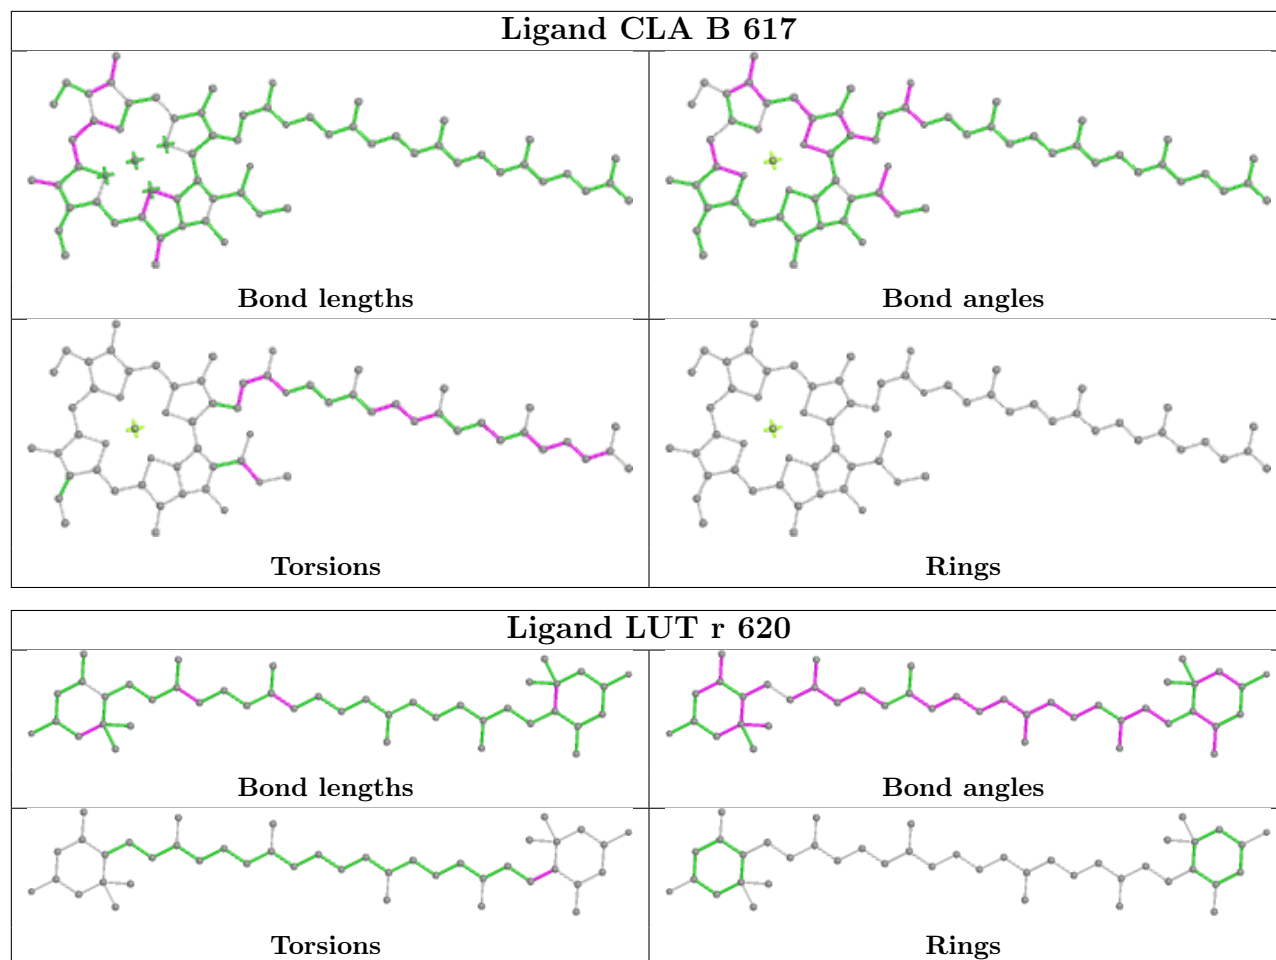 Ligand CLA B 617
Bond lengths
Bond angles
Torsions
Rings
Ligand LUT r 620
Bond lengths
Bond angles
Torsions
Rings